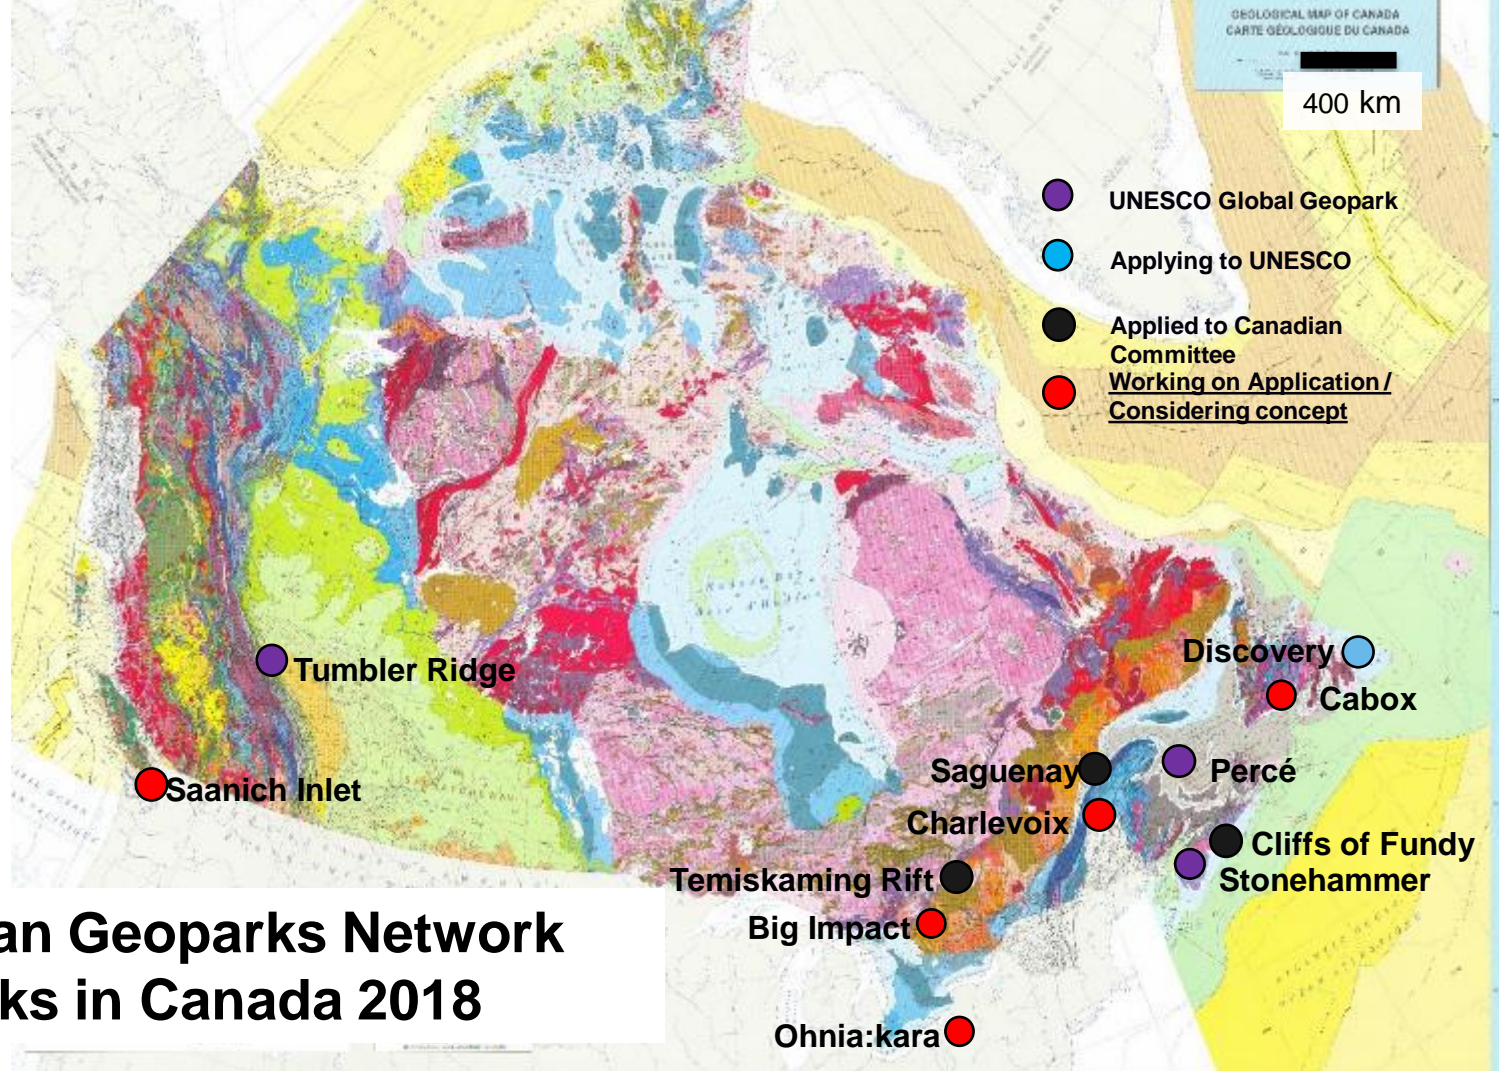 GEOLOGICAL MAP OF CANADA
CARTE GÉOLOGIQUE DU CANADA
400 km
UNESCO Global Geopark
Applying to UNESCO
Applied to Canadian
Committee
Working on Application /
Considering concept
Discovery
Tumbler Ridge
Cabox
Saguenay
Percé
Saanich Inlet
Charlevoix
Cliffs of Fundy
Temiskaming Rift
Stonehammer
Big Impact
an Geoparks Network
ks in Canada 2018
Ohnia:kara